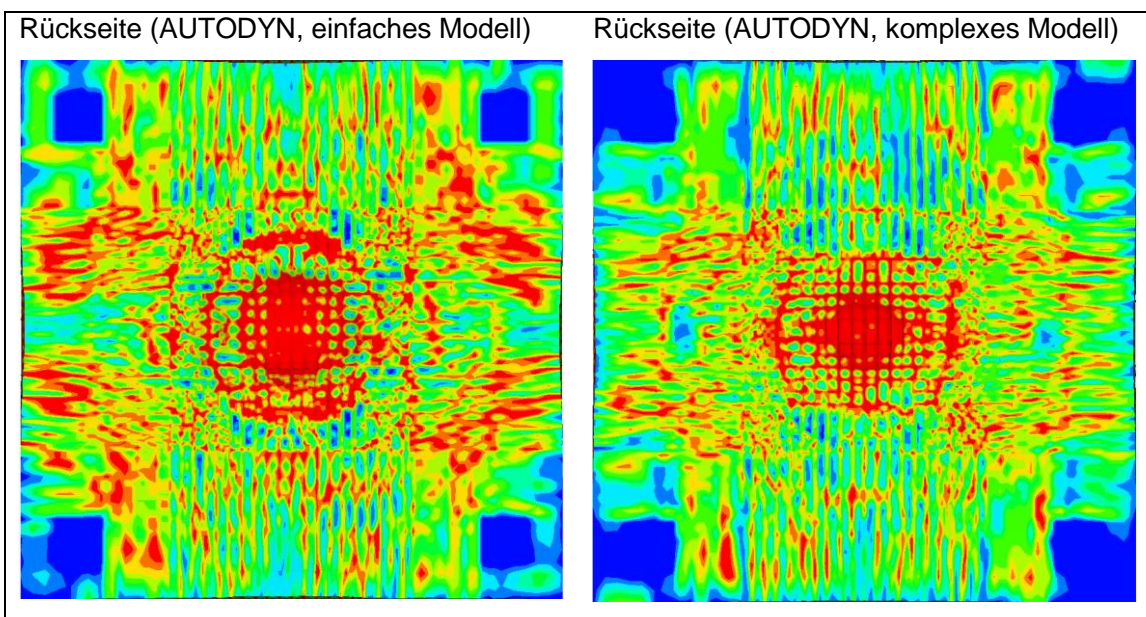 Rückseite (AUTODYN, einfaches Modell)
Rückseite (AUTODYN, komplexes Modell)